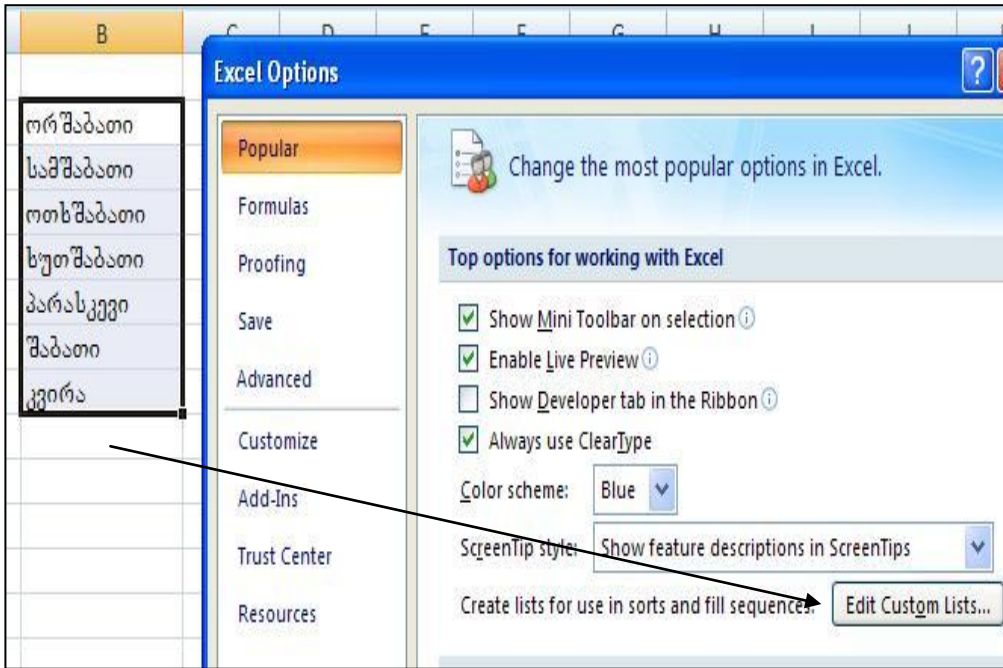 B
Excel Options
ორშაბათი
სამშაბათი
ოთხშაბათი
ხუთშაბათი
პარასკევი
შაბათი
კვირა
Popular
Formulas
Proofing
Save
Advanced
Customize
Add-Ins
Trust Center
Resources
Change the most popular options in Excel.
Top options for working with Excel
Show Mini Toolbar on selection
Enable Live Preview
Show Developer tab in the Ribbon
Always use ClearType
Color scheme: Blue
ScreenTip style: Show feature descriptions in ScreenTips
Create lists for use in sorts and fill sequences: Edit Custom Lists...